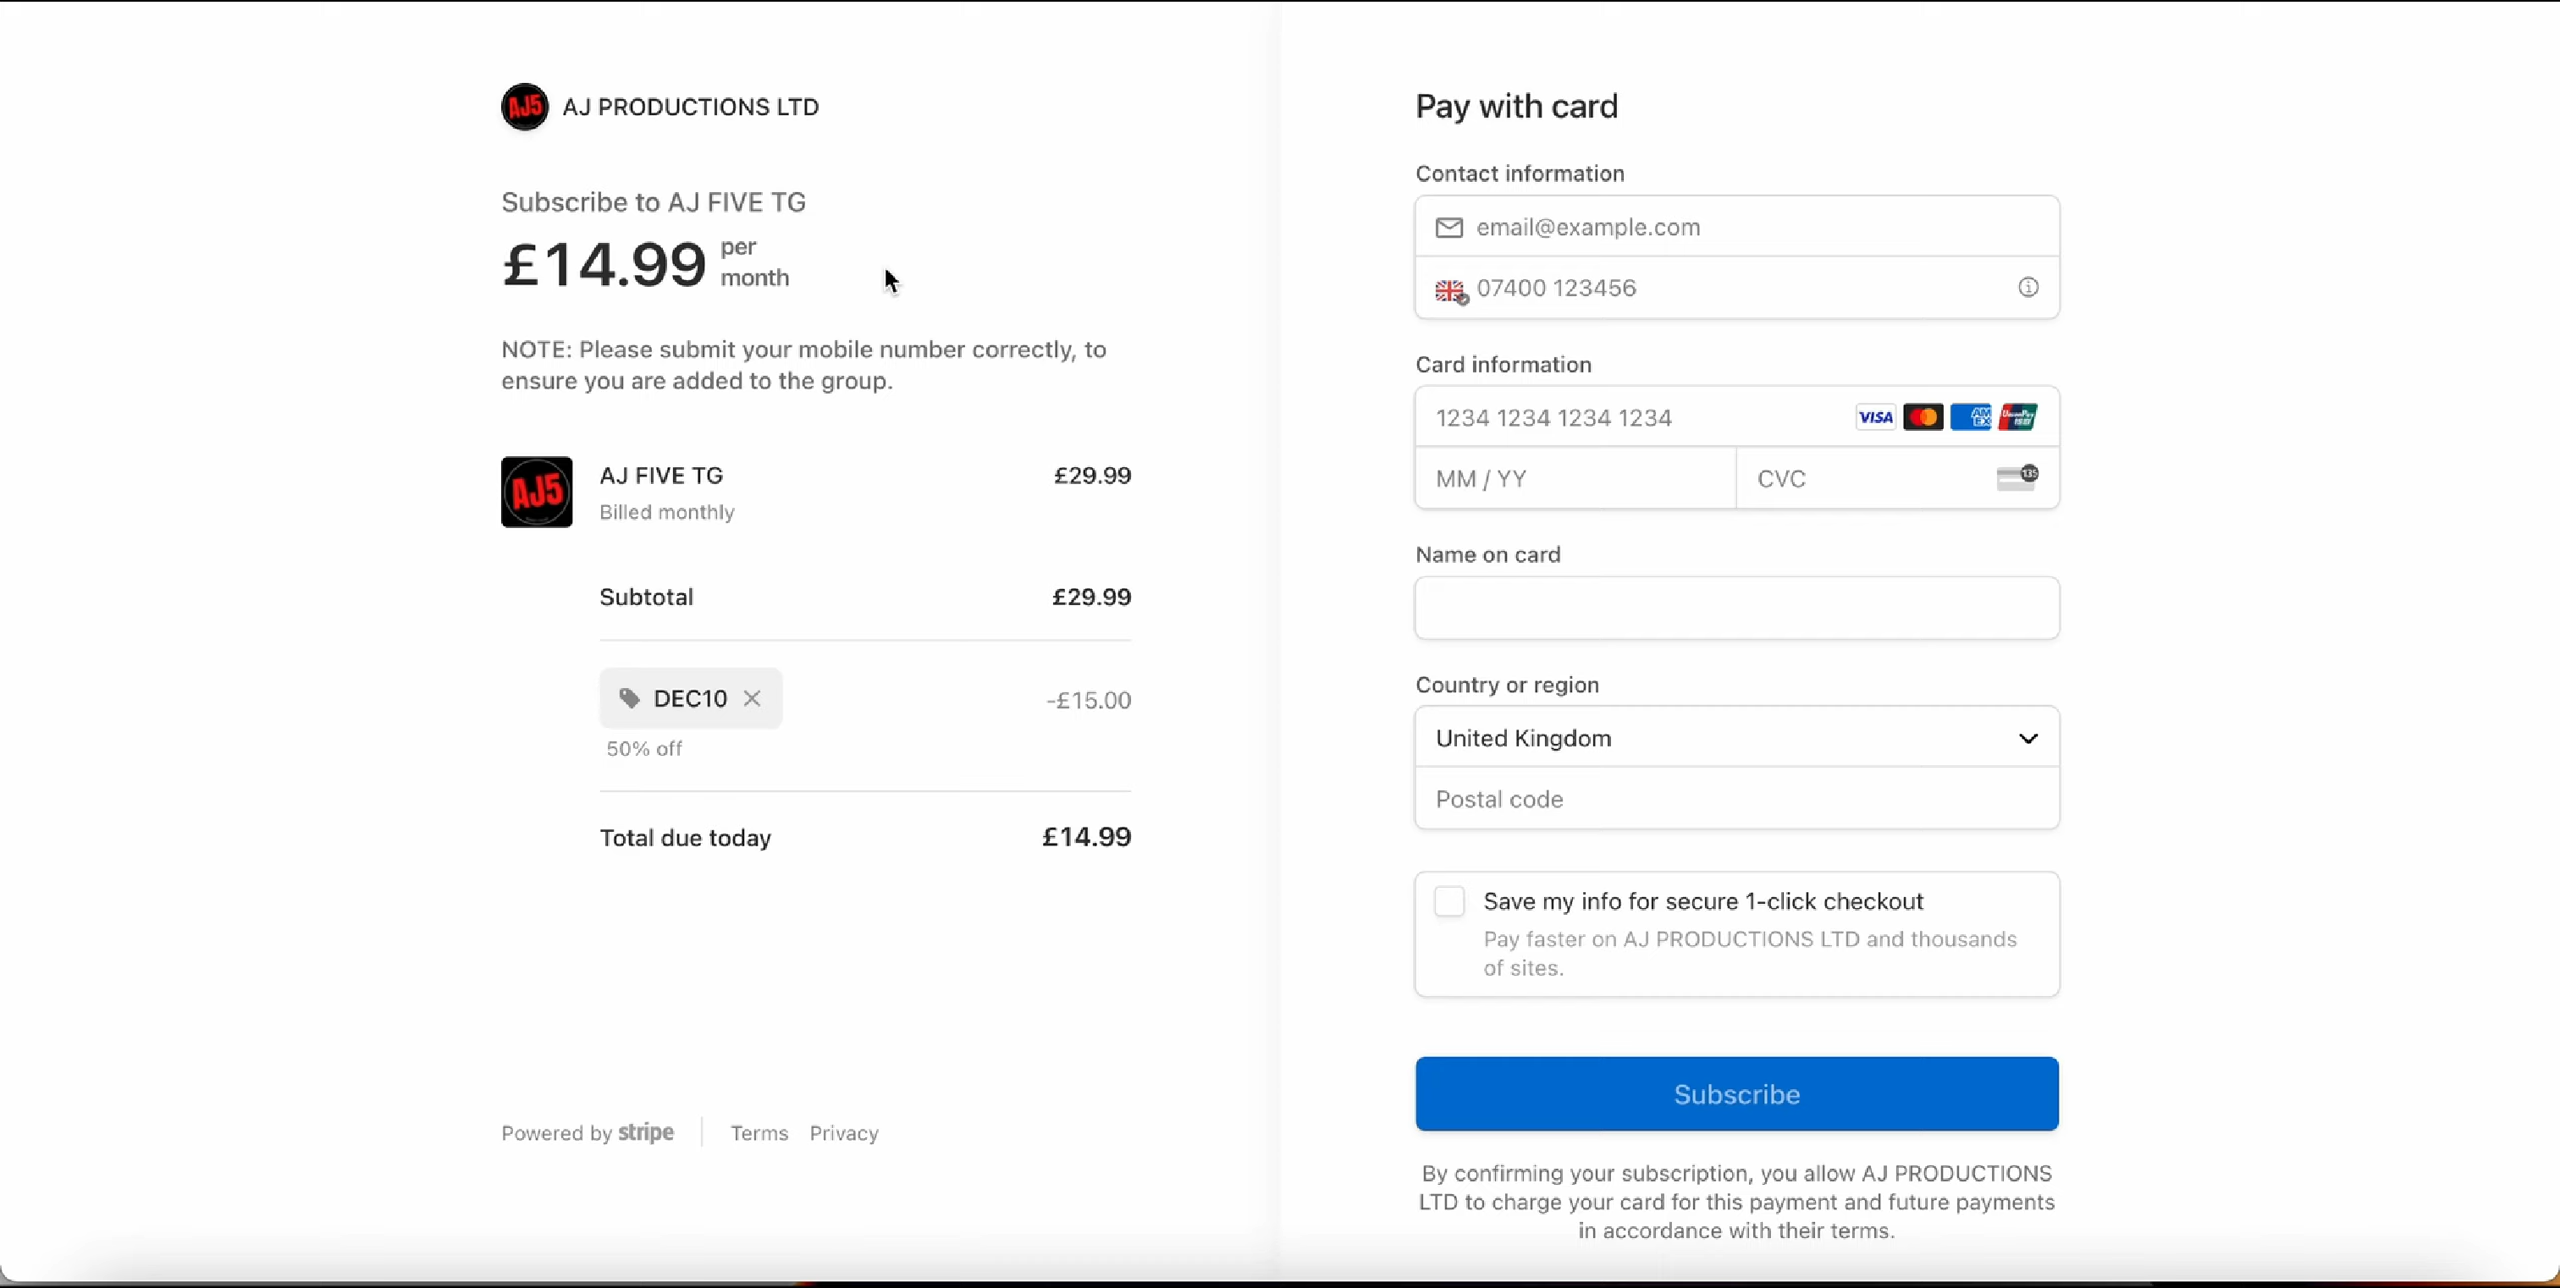 AJ5 AJ PRODUCTIONS LTD
Subscribe to AJ FIVE TG
£14.99 per
month
NOTE: Please submit your mobile number correctly, to
ensure you are added to the group.
AJ5
AJ FIVE TG £29.99
Billed monthly
Subtotal £29.99
DEC10 -£15.00
50% off
Total due today £14.99
Powered by stripe Terms Privacy
Pay with card
Contact information
email@example.com
07400 123456
Card information
1234 1234 1234 1234 VISA AMEX UnionPay
MM / YY CVC 135
Name on card
Country or region
United Kingdom
Postal code
Save my info for secure 1-click checkout
Pay faster on AJ PRODUCTIONS LTD and thousands
of sites.
Subscribe
By confirming your subscription, you allow AJ PRODUCTIONS
LTD to charge your card for this payment and future payments
in accordance with their terms.